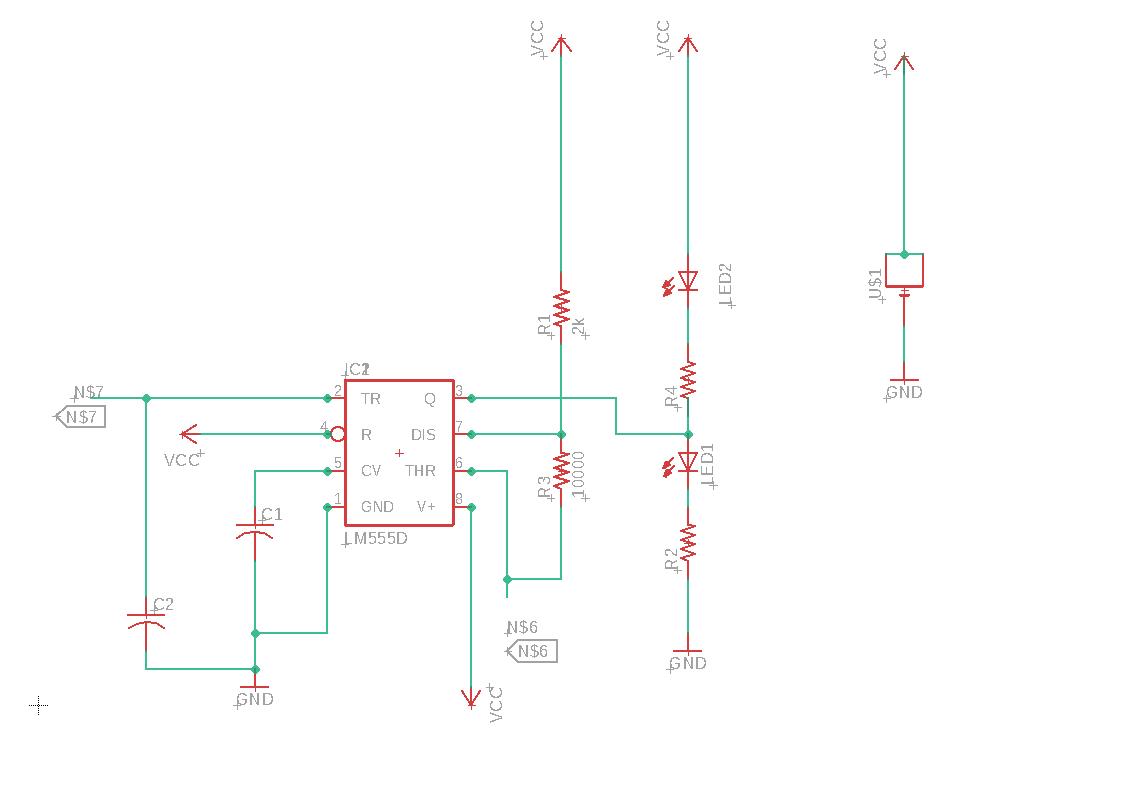 VCC
VCC
VCC
LED2
U$1
R1
2k
R4
GND
N$7
N$7
2
TR
Q
3
4
R
DIS
7
VCC
5
CV
THR
6
1
GND
V+
8
LM555D
R3
10000
LED1
C1
R2
C2
N$6
N$6
GND
GND
VCC